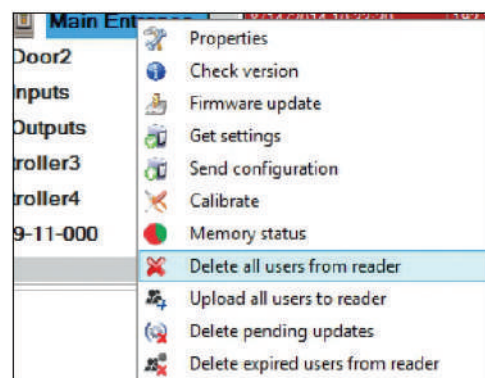 Main Entrance
Properties
Door2
Check version
nputs
Firmware update
Outputs
Get settings
troller3
Send configuration
troller4
Calibrate
9-11-000
Memory status
Delete all users from reader
Upload all users to reader
Delete pending updates
Delete expired users from reader